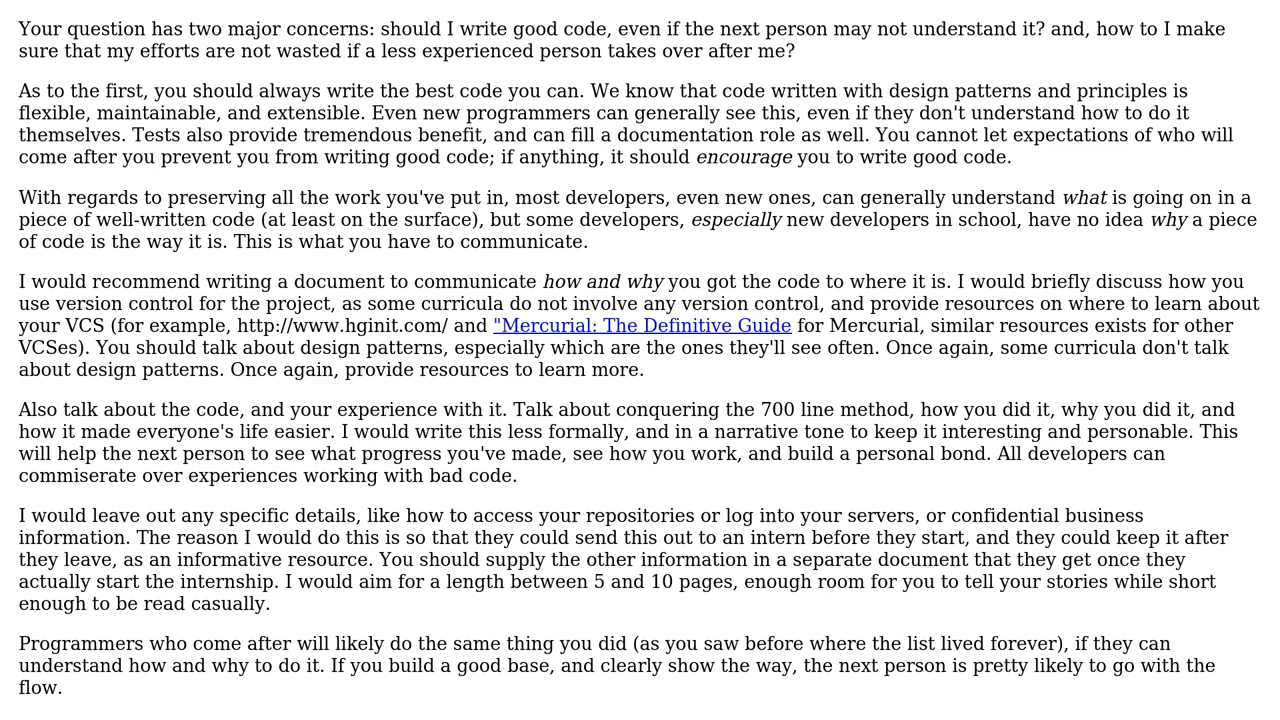 Your question has two major concerns: should I write good code, even if the next person may not understand it? and, how to I make
sure that my efforts are not wasted if a less experienced person takes over after me?
As to the first, you should always write the best code you can. We know that code written with design patterns and principles is
flexible, maintainable, and extensible. Even new programmers can generally see this, even if they don't understand how to do it
themselves. Tests also provide tremendous benefit, and can fill a documentation role as well. You cannot let expectations of who will
come after you prevent you from writing good code; if anything, it should encourage you to write good code.
With regards to preserving all the work you've put in, most developers, even new ones, can generally understand what is going on in a
piece of well-written code (at least on the surface), but some developers, especially new developers in school, have no idea why a piece
of code is the way it is. This is what you have to communicate.
I would recommend writing a document to communicate how and why you got the code to where it is. I would briefly discuss how you
use version control for the project, as some curricula do not involve any version control, and provide resources on where to learn about
your VCS (for example, http://www.hginit.com/ and "Mercurial: The Definitive Guide for Mercurial, similar resources exists for other
VCSes). You should talk about design patterns, especially which are the ones they'll see often. Once again, some curricula don't talk
about design patterns. Once again, provide resources to learn more.
Also talk about the code, and your experience with it. Talk about conquering the 700 line method, how you did it, why you did it, and
how it made everyone's life easier. I would write this less formally, and in a narrative tone to keep it interesting and personable. This
will help the next person to see what progress you've made, see how you work, and build a personal bond. All developers can
commiserate over experiences working with bad code.
I would leave out any specific details, like how to access your repositories or log into your servers, or confidential business
information. The reason I would do this is so that they could send this out to an intern before they start, and they could keep it after
they leave, as an informative resource. You should supply the other information in a separate document that they get once they
actually start the internship. I would aim for a length between 5 and 10 pages, enough room for you to tell your stories while short
enough to be read casually.
Programmers who come after will likely do the same thing you did (as you saw before where the list lived forever), if they can
understand how and why to do it. If you build a good base, and clearly show the way, the next person is pretty likely to go with the
flow.